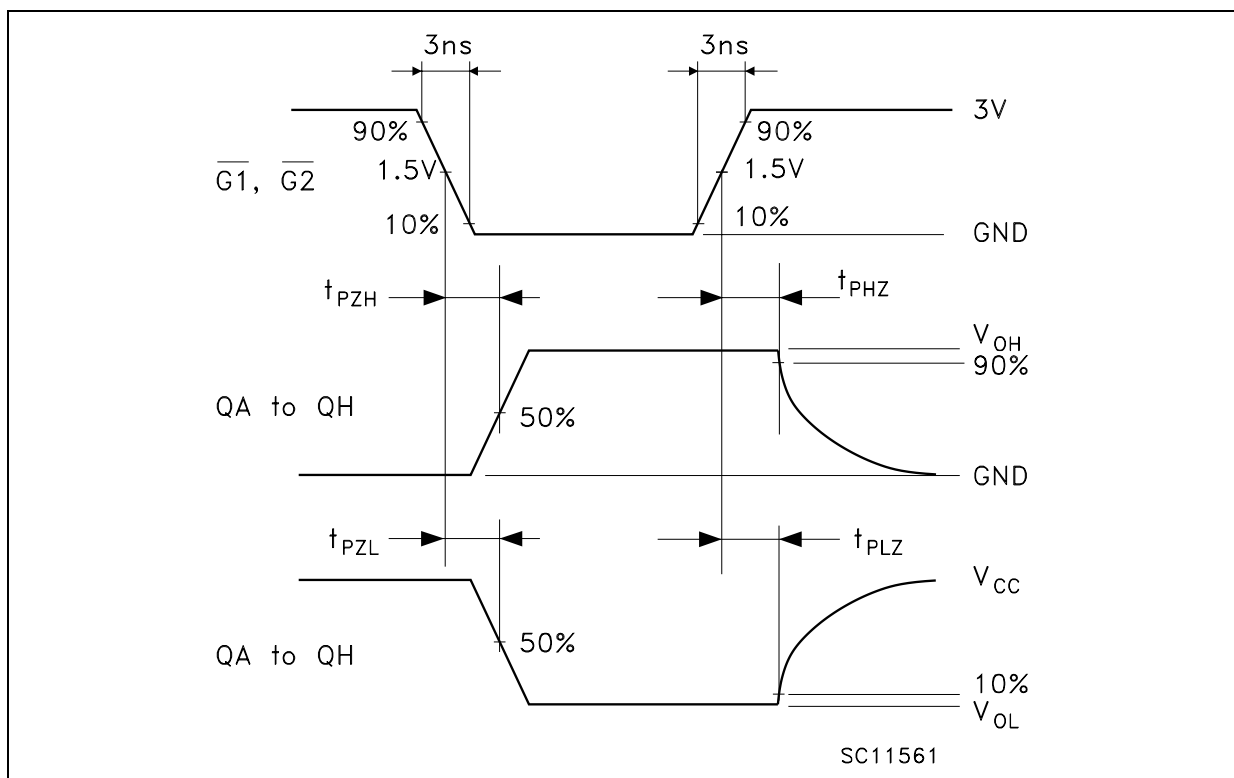 3ns 3ns
3V
90% 90%
G1, G2 1.5V 1.5V
10% 10%
GND
tPZH tPHZ
VOH
90%
QA to QH 50%
GND
tPZL tPLZ
VCC
50%
QA to QH
10%
VOL
SC11561